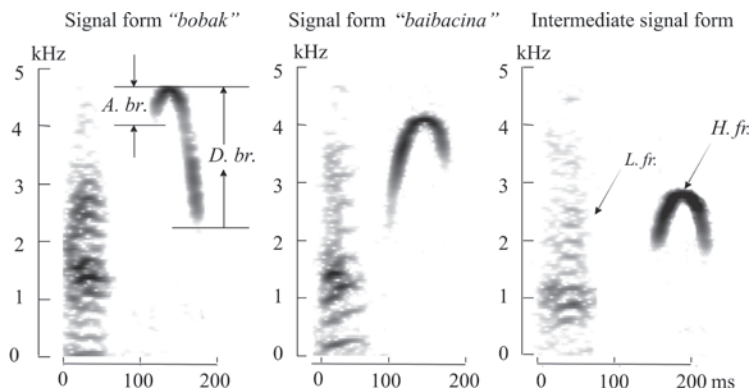 Signal form "bobak"
Signal form "baibacina"
Intermediate signal form
kHz
kHz
5
4
3
2
1
0
A. br.
D. br.
5
4
3
2
1
0
5
4
3
2
1
0
L. fr.
H. fr.
0 100 200
0 100 200
0 100 200 ms